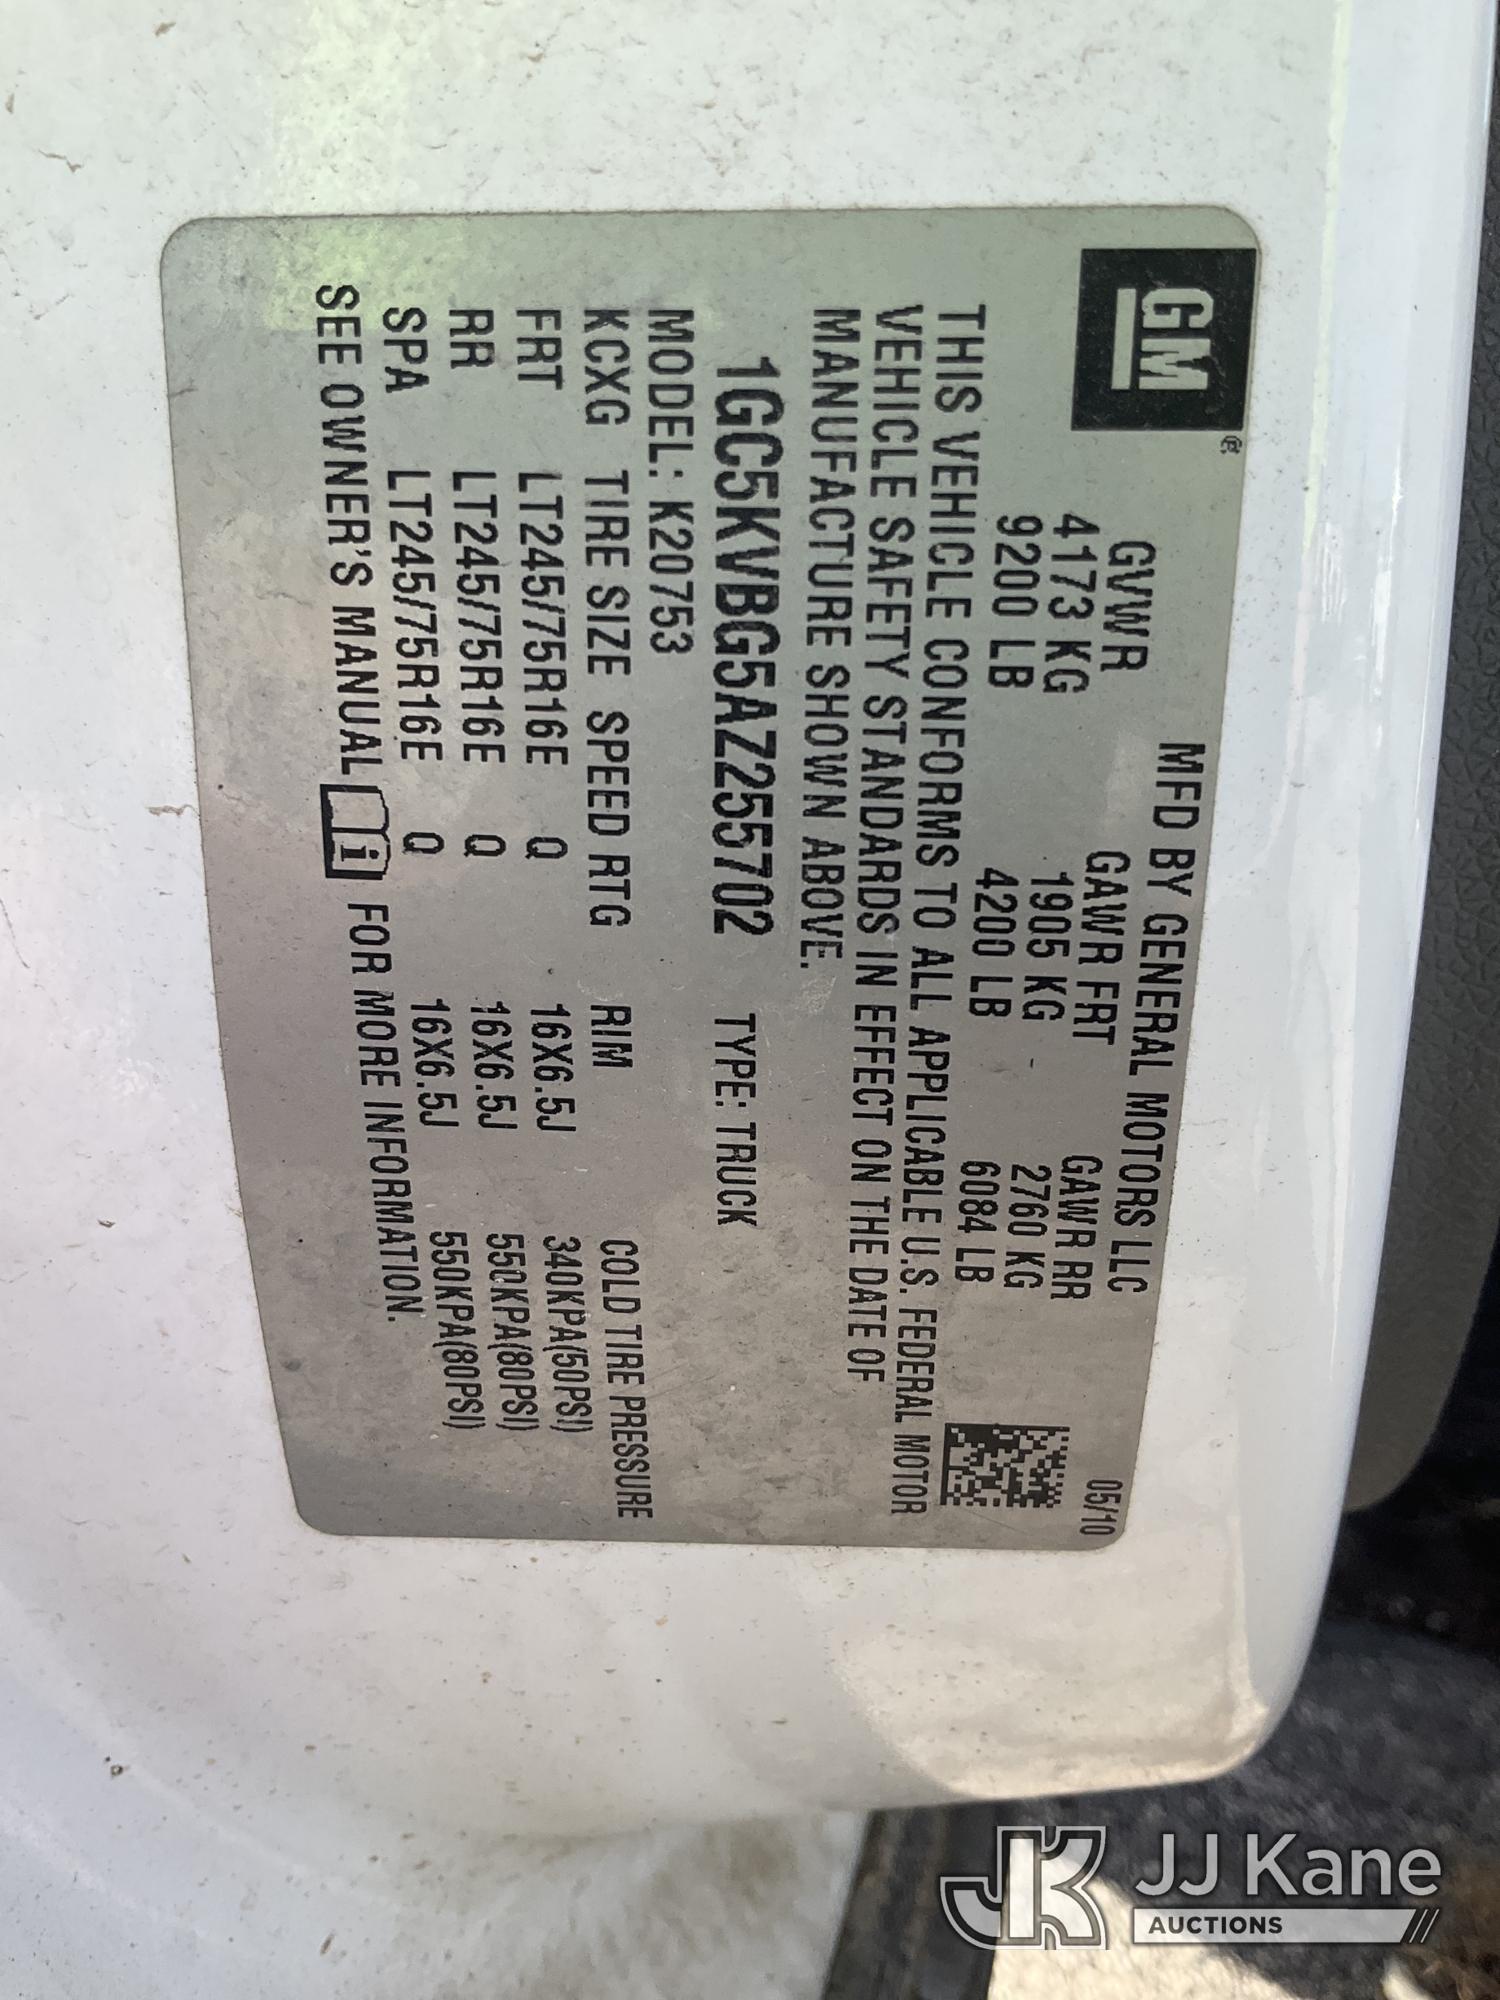 GM®
MFD BY GENERAL MOTORS LLC 05/10
GVWR GAWR FRT GAWR RR
4173 KG 1905 KG 2760 KG
9200 LB 4200 LB 6084 LB
THIS VEHICLE CONFORMS TO ALL APPLICABLE U.S. FEDERAL MOTOR
VEHICLE SAFETY STANDARDS IN EFFECT ON THE DATE OF
MANUFACTURE SHOWN ABOVE.
1GC5KVBG5AZ255702 TYPE: TRUCK
MODEL: K20753
KCXG TIRE SIZE SPEED RTG RIM COLD TIRE PRESSURE
FRT LT245/75R16E Q 16X6.5J 340KPA(50PSI)
RR LT245/75R16E Q 16X6.5J 550KPA(80PSI)
SPA LT245/75R16E Q 16X6.5J 550KPA(80PSI)
SEE OWNER'S MANUAL i FOR MORE INFORMATION.
JK JJ Kane
AUCTIONS